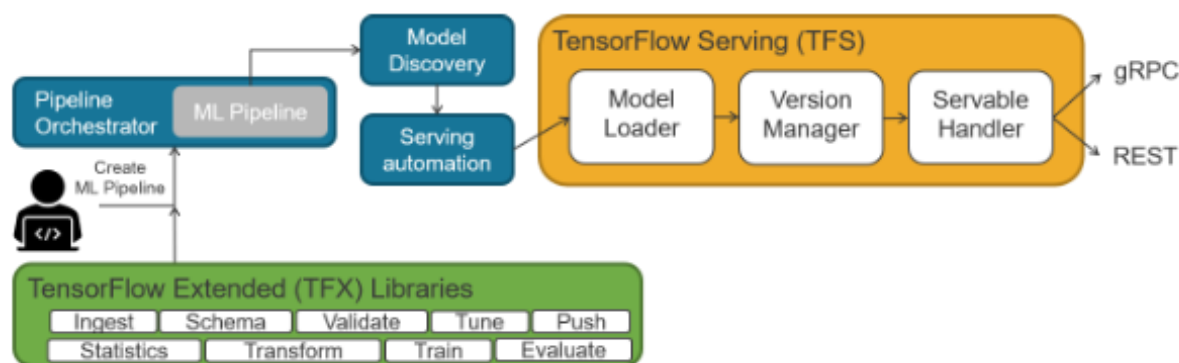 Model
Discovery
TensorFlow Serving (TFS)
Pipeline
Orchestrator
ML Pipeline
Serving
automation
Model
Loader
Version
Manager
Servable
Handler
gRPC
REST
Create
ML Pipeline
</>
TensorFlow Extended (TFX) Libraries
Ingest
Schema
Validate
Tune
Push
Statistics
Transform
Train
Evaluate